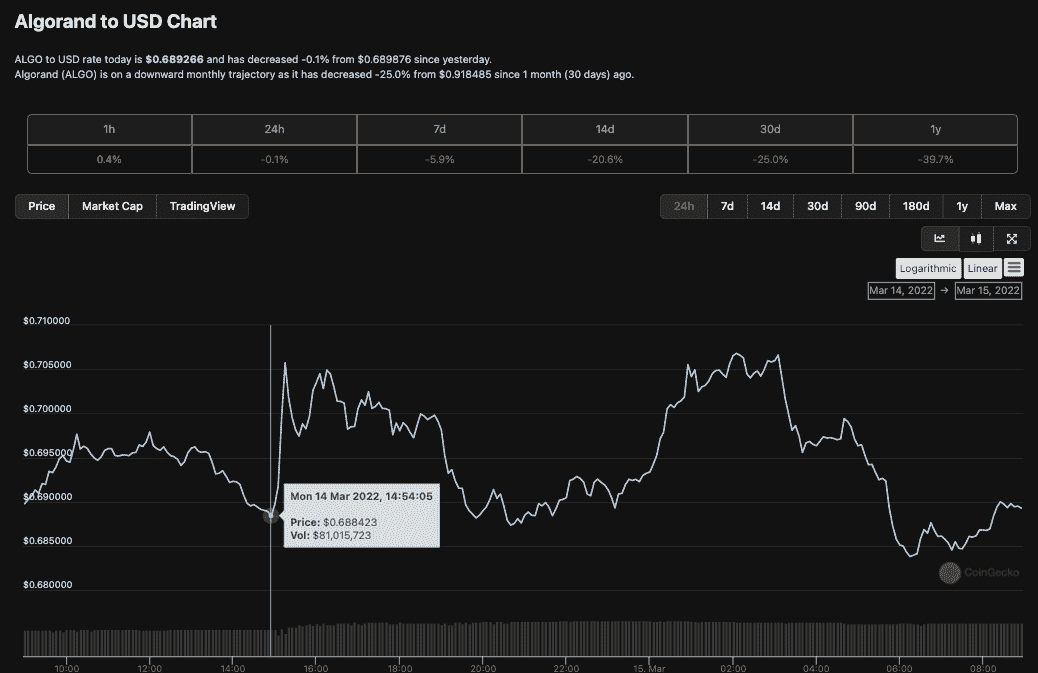 Algorand to USD Chart
ALGO to USD rate today is $0.689266 and has decreased -0.1% from $0.689876 since yesterday.
Algorand (ALGO) is on a downward monthly trajectory as it has decreased -25.0% from $0.918485 since 1 month (30 days) ago.
1h 24h 7d 14d 30d 1y
0.4% -0.1% -5.9% -20.6% -25.0% -39.7%
Price Market Cap TradingView 24h 7d 14d 30d 90d 180d 1y Max
Logarithmic Linear
Mar 14, 2022 → Mar 15, 2022
$0.710000
$0.705000
$0.700000
$0.695000
$0.690000
Mon 14 Mar 2022, 14:54:05
Price: $0.688423
Vol: $81,015,723
$0.685000
CoinGecko
$0.680000
10:00 12:00 14:00 16:00 18:00 20:00 22:00 15. Mar 02:00 04:00 06:00 08:00